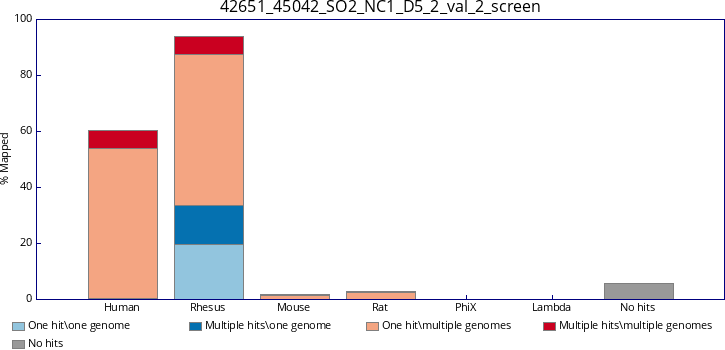 42651_45042_SO2_NC1_D5_2_val_2_screen
100
80
60
40
20
0
% Mapped
Human Rhesus Mouse Rat PhiX Lambda No hits
One hit\one genome Multiple hits\one genome One hit\multiple genomes Multiple hits\multiple genomes
No hits